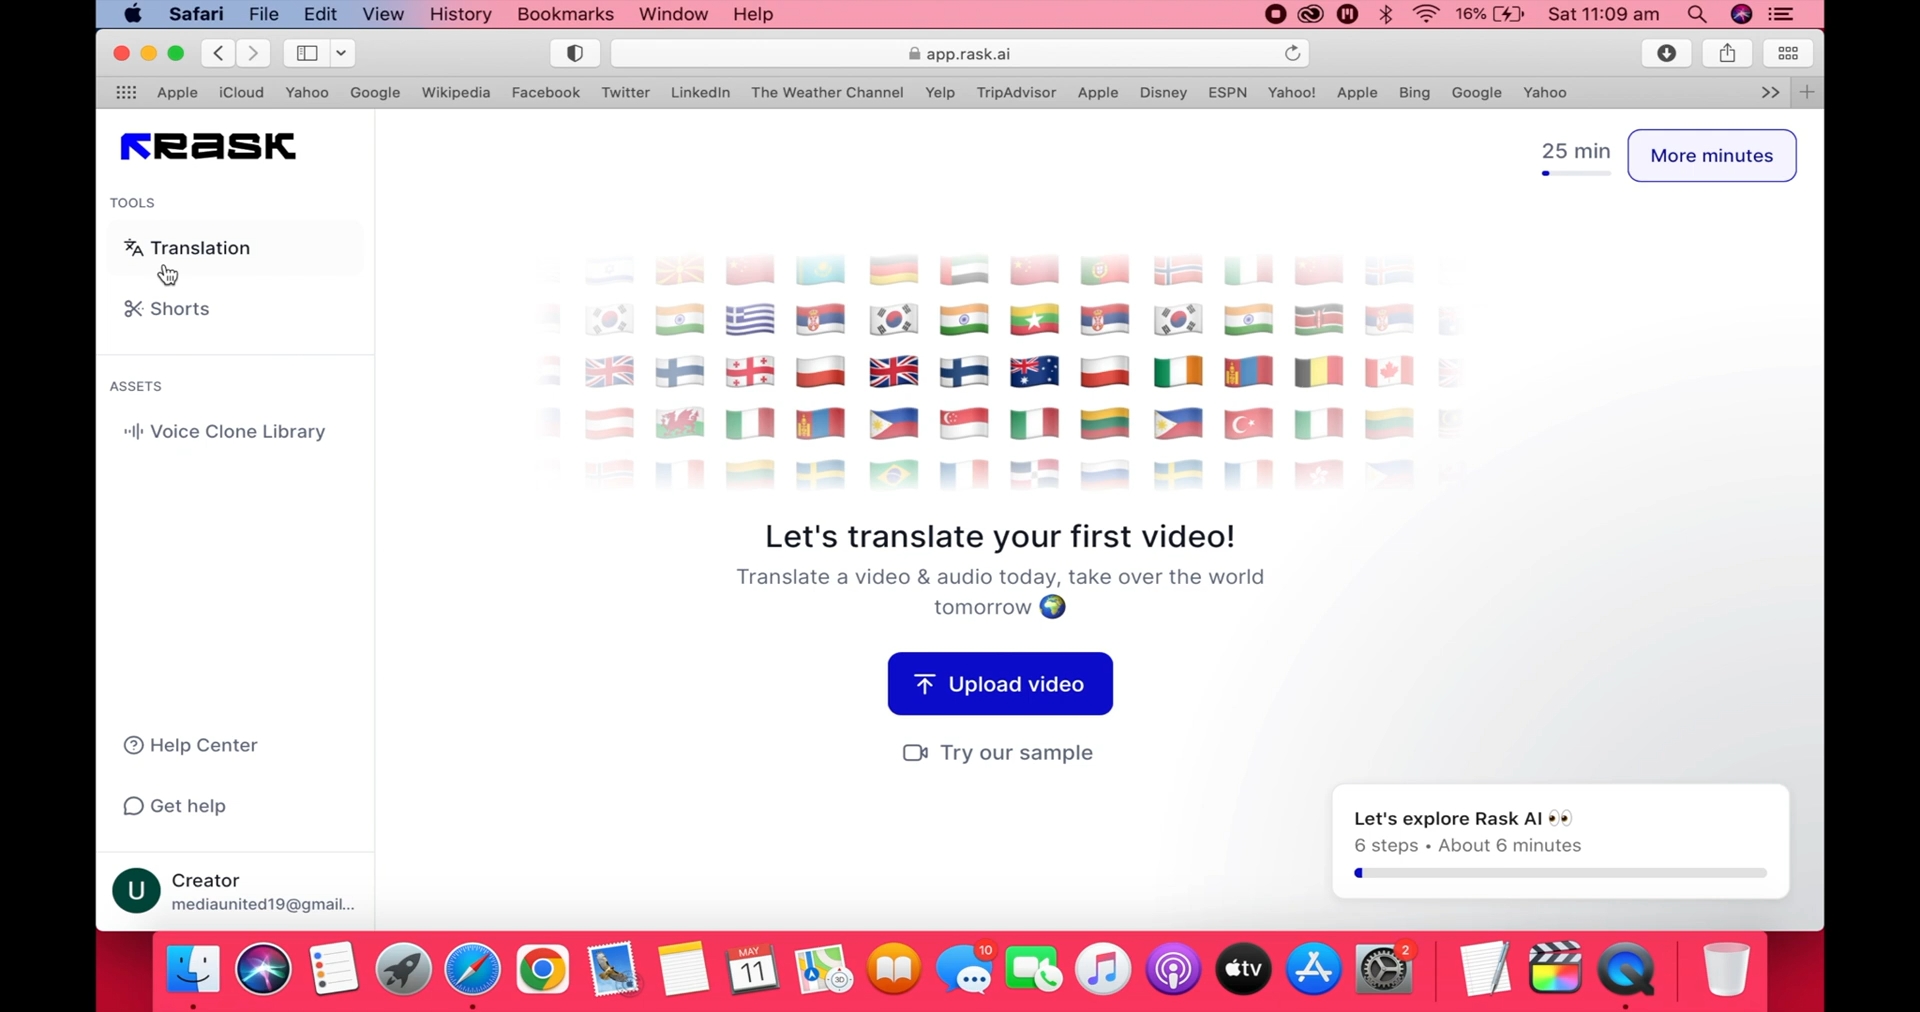 Safari File Edit View History Bookmarks Window Help 16% Sat 11:09 am
app.rask.ai
Apple iCloud Yahoo Google Wikipedia Facebook Twitter LinkedIn The Weather Channel Yelp TripAdvisor Apple Disney ESPN Yahoo! Apple Bing Google Yahoo
RASK
25 min More minutes
TOOLS
Translation
Shorts
ASSETS
Voice Clone Library
Let's translate your first video!
Translate a video & audio today, take over the world
tomorrow 🌍
Upload video
Try our sample
Help Center
Get help
Let's explore Rask AI 👀
6 steps • About 6 minutes
U Creator
mediaunited19@gmail...
MAY
11
3D
10
tv
2